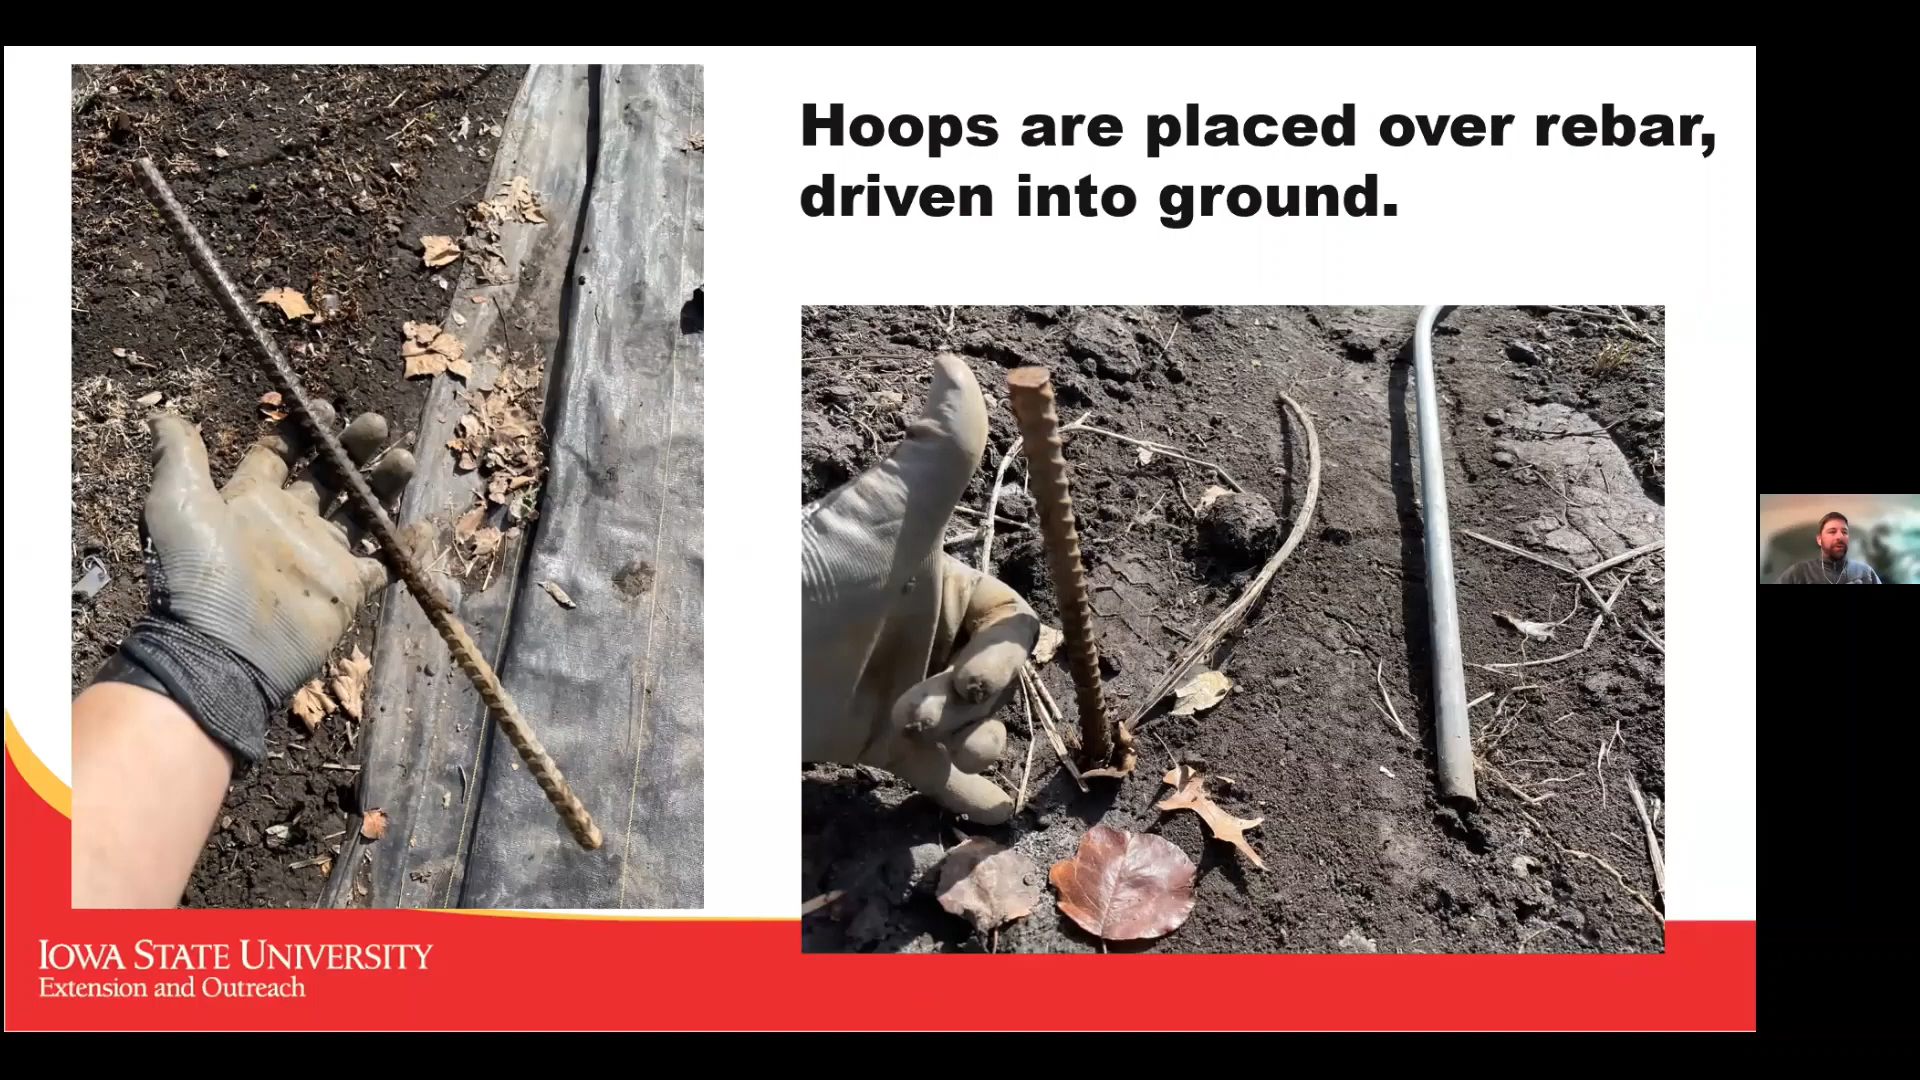 Hoops are placed over rebar,
driven into ground.
IOWA STATE UNIVERSITY
Extension and Outreach